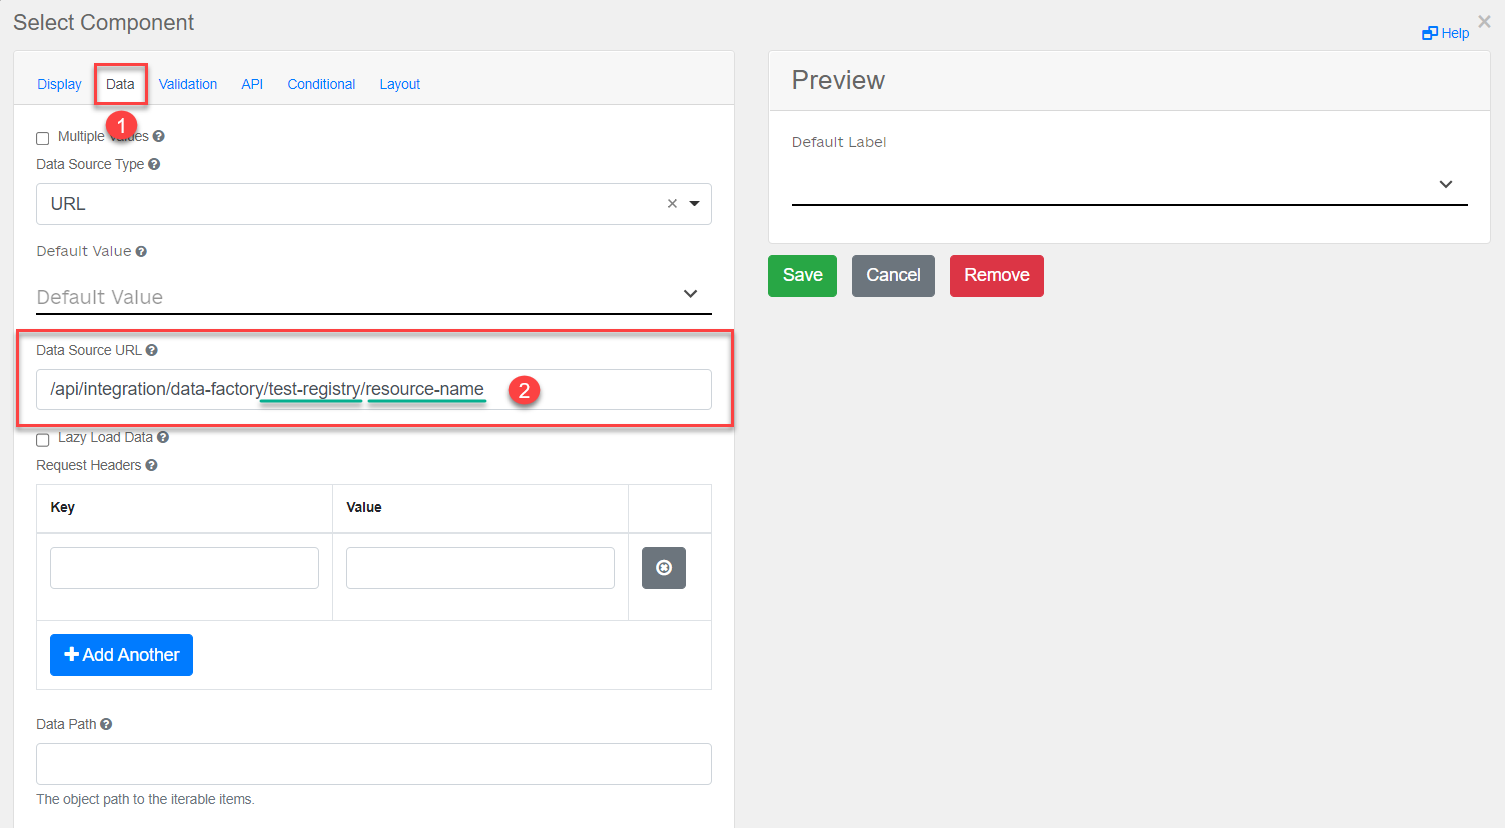 Select Component
Help
Display Data Validation API Conditional Layout
1
Multiple Values
Data Source Type
URL
Default Value
Default Value
Data Source URL
/api/integration/data-factory/test-registry/resource-name 2
Lazy Load Data
Request Headers
Key Value
Add Another
Data Path
The object path to the iterable items.
Preview
Default Label
Save Cancel Remove